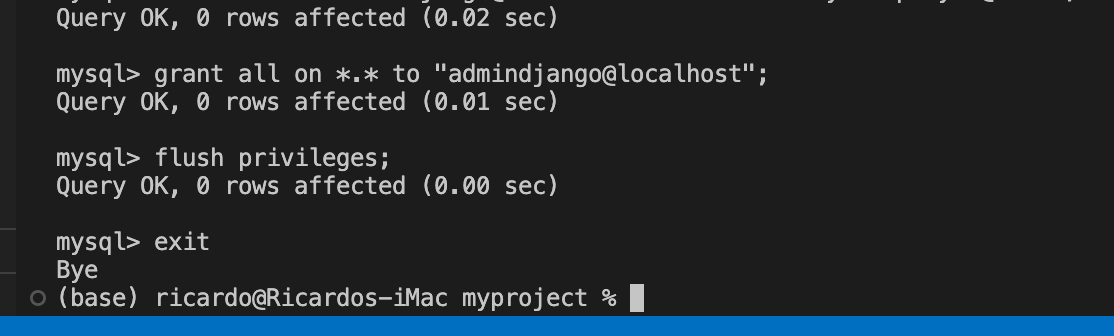 Query OK, 0 rows affected (0.02 sec)
mysql> grant all on *.* to "admindjango@localhost";
Query OK, 0 rows affected (0.01 sec)
mysql> flush privileges;
Query OK, 0 rows affected (0.00 sec)
mysql> exit
Bye
(base) ricardo@Ricardos-iMac myproject %